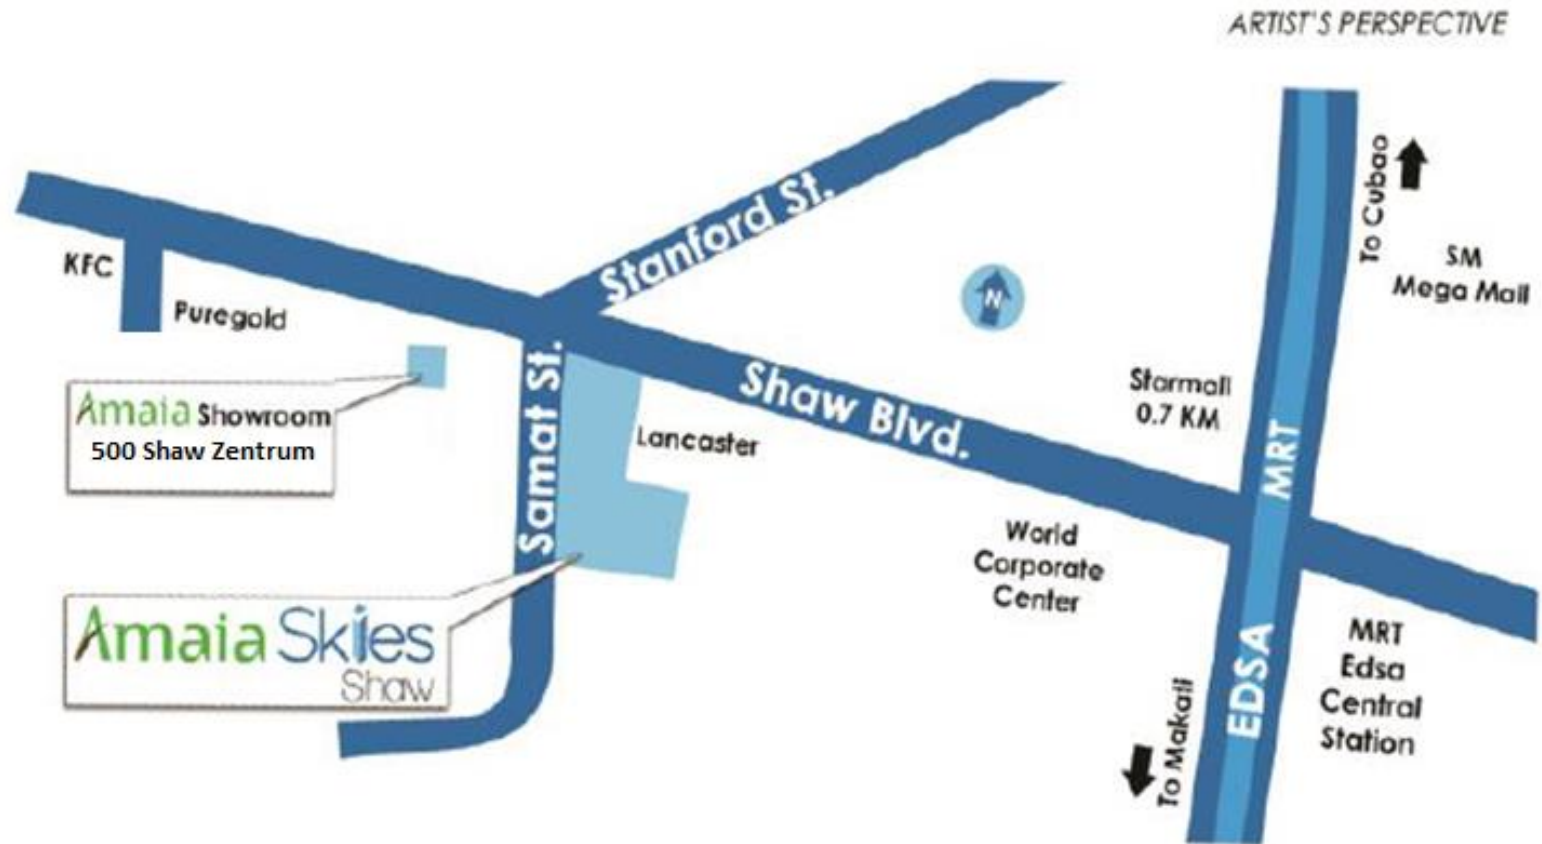 ARTIST'S PERSPECTIVE
To Cubao
SM
Mega Mall
Stanford St.
KFC
Puregold
N
Amaia Showroom
500 Shaw Zentrum
Samat St.
Lancaster
Shaw Blvd.
Starmall
0.7 KM
MRT
World
Corporate
Center
Amaia Skies
Shaw
EDSA
MRT
Edsa
Central
Station
To Makati